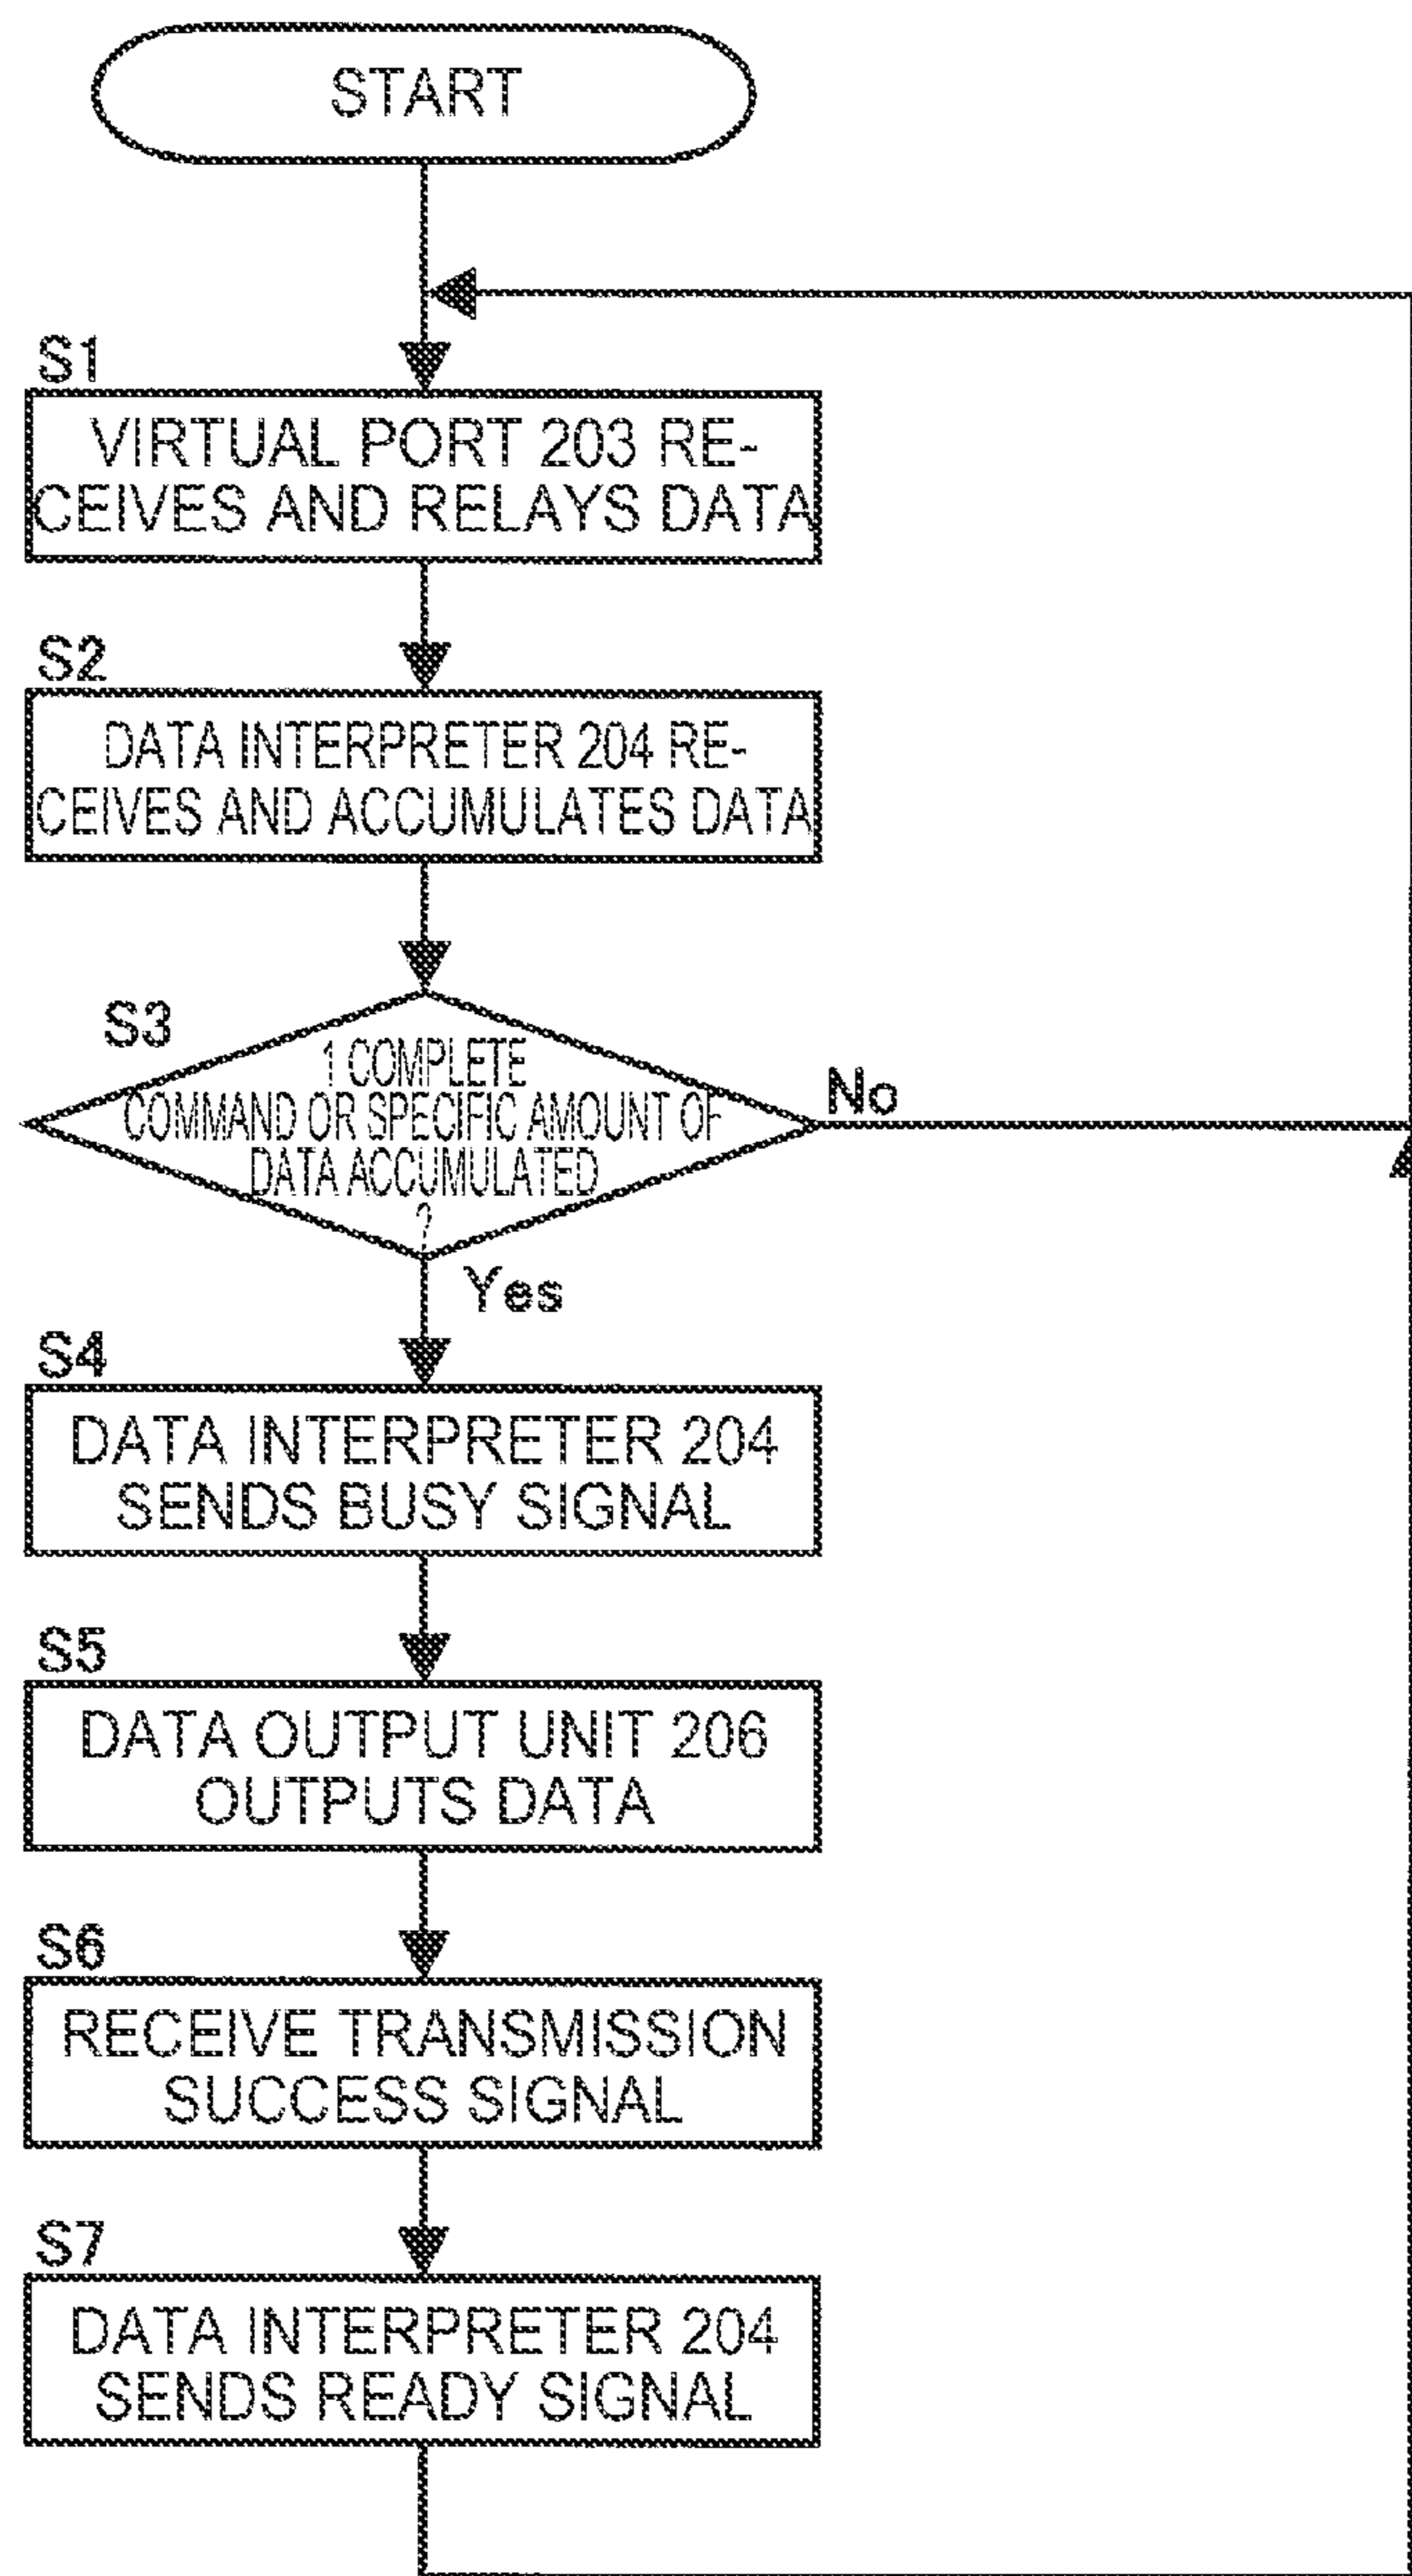 START
S1
VIRTUAL PORT 203 RE-
CEIVES AND RELAYS DATA
S2
DATA INTERPRETER 204 RE-
CEIVES AND ACCUMULATES DATA
S3
1 COMPLETE
COMMAND OR SPECIFIC AMOUNT OF
DATA ACCUMULATED
?
No
Yes
S4
DATA INTERPRETER 204
SENDS BUSY SIGNAL
S5
DATA OUTPUT UNIT 206
OUTPUTS DATA
S6
RECEIVE TRANSMISSION
SUCCESS SIGNAL
S7
DATA INTERPRETER 204
SENDS READY SIGNAL